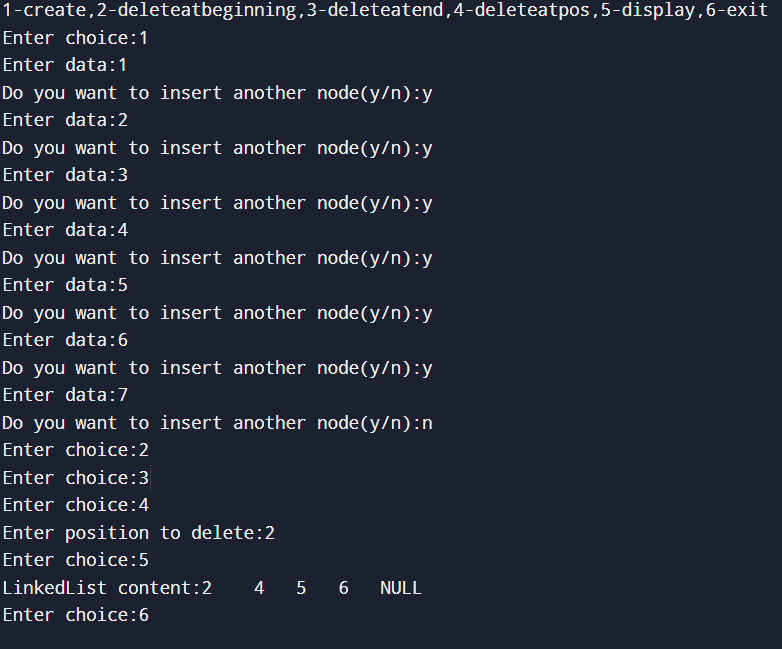 1-create,2-deleteatbeginning,3-deleteatend,4-deleteatpos,5-display,6-exit
Enter choice:1
Enter data:1
Do you want to insert another node(y/n):y
Enter data:2
Do you want to insert another node(y/n):y
Enter data:3
Do you want to insert another node(y/n):y
Enter data:4
Do you want to insert another node(y/n):y
Enter data:5
Do you want to insert another node(y/n):y
Enter data:6
Do you want to insert another node(y/n):y
Enter data:7
Do you want to insert another node(y/n):n
Enter choice:2
Enter choice:3
Enter choice:4
Enter position to delete:2
Enter choice:5
LinkedList content:2    4   5   6   NULL
Enter choice:6